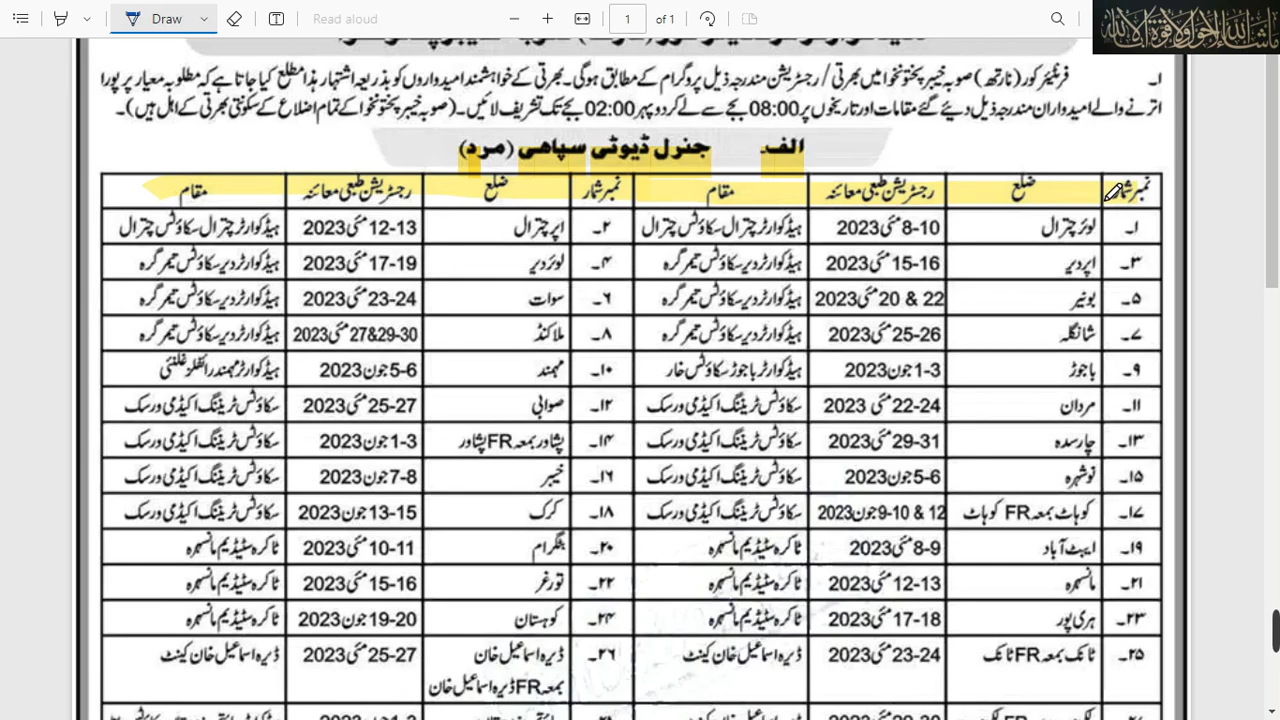 Draw
Read aloud
1 of 1
ا۔ فرنٹیئر کور (نارتھ) صوبہ خیبر پختونخوا میں بھرتی / رجسٹریشن مندرجہ ذیل پروگرام کے مطابق ہوگی۔ بھرتی کے خواہشمند امیدواروں کو بذریعہ اشتہار ہذا مطلع کیا جاتا ہے کہ مطلوبہ معیار پر پورا
اترنے والے امیدواران مندرجہ ذیل دیئے گئے مقامات اور تاریخوں پر 08:00 بجے سے لے کر دوپہر 02:00 بجے تک تشریف لائیں۔ (صوبہ خیبر پختونخوا کے تمام اضلاع کے سکونتی بھرتی کے اہل ہیں)۔
الف۔ جنرل ڈیوٹی سپاھی (مرد)
نمبر شمار ضلع رجسٹریشن طبی معائنہ مقام نمبر شمار ضلع رجسٹریشن طبی معائنہ مقام
۱۔ لوئر چترال 8-10 مئی 2023 ہیڈ کوارٹر چترال سکاؤٹس چترال ۲۔ اپر چترال 12-13 مئی 2023 ہیڈ کوارٹر چترال سکاؤٹس چترال
۳۔ اپر دیر 15-16 مئی 2023 ہیڈ کوارٹر دیر سکاؤٹس تیمرگرہ ۴۔ لوئر دیر 17-19 مئی 2023 ہیڈ کوارٹر دیر سکاؤٹس تیمرگرہ
۵۔ بونیر 20 & 22 مئی 2023 ہیڈ کوارٹر دیر سکاؤٹس تیمرگرہ ۶۔ سوات 23-24 مئی 2023 ہیڈ کوارٹر دیر سکاؤٹس تیمرگرہ
۷۔ شانگلہ 25-26 مئی 2023 ہیڈ کوارٹر دیر سکاؤٹس تیمرگرہ ۸۔ ملاکنڈ 27&29-30 مئی 2023 ہیڈ کوارٹر دیر سکاؤٹس تیمرگرہ
۹۔ باجوڑ 1-3 جون 2023 ہیڈ کوارٹر باجوڑ سکاؤٹس خار ۱۰۔ مہمند 5-6 جون 2023 ہیڈ کوارٹر مہمند رائفلز غلنئی
۱۱۔ مردان 22-24 مئی 2023 سکاؤٹس ٹریننگ اکیڈمی ورسک ۱۲۔ صوابی 25-27 مئی 2023 سکاؤٹس ٹریننگ اکیڈمی ورسک
۱۳۔ چارسدہ 29-31 مئی 2023 سکاؤٹس ٹریننگ اکیڈمی ورسک ۱۴۔ پشاور بمعہ FR پشاور 1-3 جون 2023 سکاؤٹس ٹریننگ اکیڈمی ورسک
۱۵۔ نوشہرہ 5-6 جون 2023 سکاؤٹس ٹریننگ اکیڈمی ورسک ۱۶۔ خیبر 7-8 جون 2023 سکاؤٹس ٹریننگ اکیڈمی ورسک
۱۷۔ کوہاٹ بمعہ FR کوہاٹ 9-10 & 12 جون 2023 سکاؤٹس ٹریننگ اکیڈمی ورسک ۱۸۔ کرک 13-15 جون 2023 سکاؤٹس ٹریننگ اکیڈمی ورسک
۱۹۔ ایبٹ آباد 8-9 مئی 2023 ٹاکرہ سٹیڈیم مانسہرہ ۲۰۔ بٹگرام 10-11 مئی 2023 ٹاکرہ سٹیڈیم مانسہرہ
۲۱۔ مانسہرہ 12-13 مئی 2023 ٹاکرہ سٹیڈیم مانسہرہ ۲۲۔ تورغر 15-16 مئی 2023 ٹاکرہ سٹیڈیم مانسہرہ
۲۳۔ ہری پور 17-18 مئی 2023 ٹاکرہ سٹیڈیم مانسہرہ ۲۴۔ کوہستان 19-20 جون 2023 ٹاکرہ سٹیڈیم مانسہرہ
۲۵۔ ٹانک بمعہ FR ٹانک 23-24 مئی 2023 ڈیرہ اسماعیل خان کینٹ ۲۶۔ ڈیرہ اسماعیل خان 25-27 مئی 2023 ڈیرہ اسماعیل خان کینٹ
بمعہ FR ڈیرہ اسماعیل خان